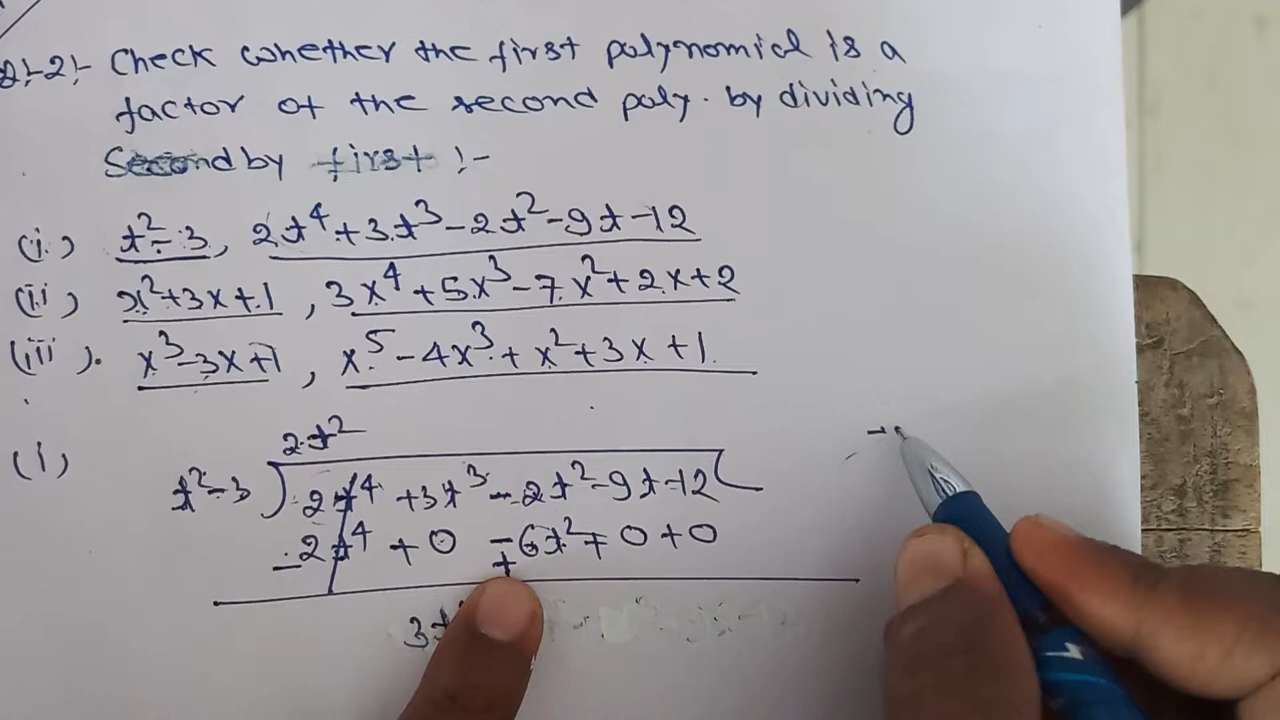 Q:-2:- Check whether the first polynomial is a
factor of the second poly. by dividing
Second by first :-
(i.) t²-3, 2t⁴+3t³-2t²-9t-12
(ii) x²+3x+1, 3x⁴+5x³-7x²+2x+2
(iii). x³-3x+1, x⁵-4x³+x²+3x+1.
(i) 2t²
t²-3 ) 2t⁴+3t³-2t²-9t-12 (
-2t⁴ + 0 -6t² + 0 + 0
+